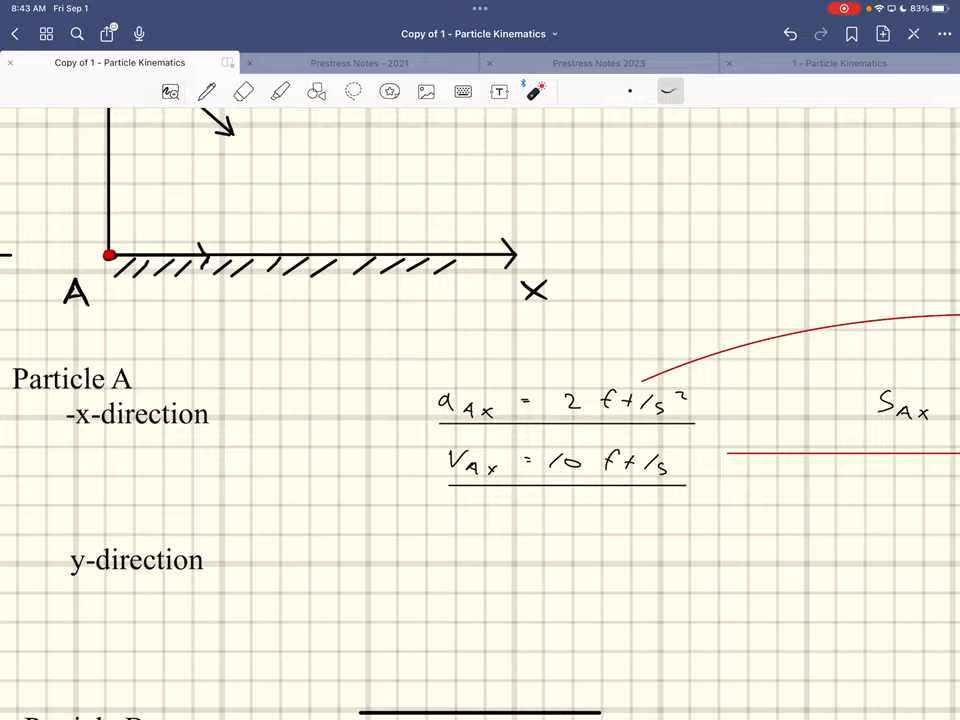 8:43 AM Fri Sep 1
83%
Copy of 1 - Particle Kinematics
Copy of 1 - Particle Kinematics
Prestress Notes - 2021
Prestress Notes 2023
1 - Particle Kinematics
T
A
X
Particle A
-x-direction
a_Ax = 2 ft/s²
S_Ax
V_Ax = 10 ft/s
y-direction